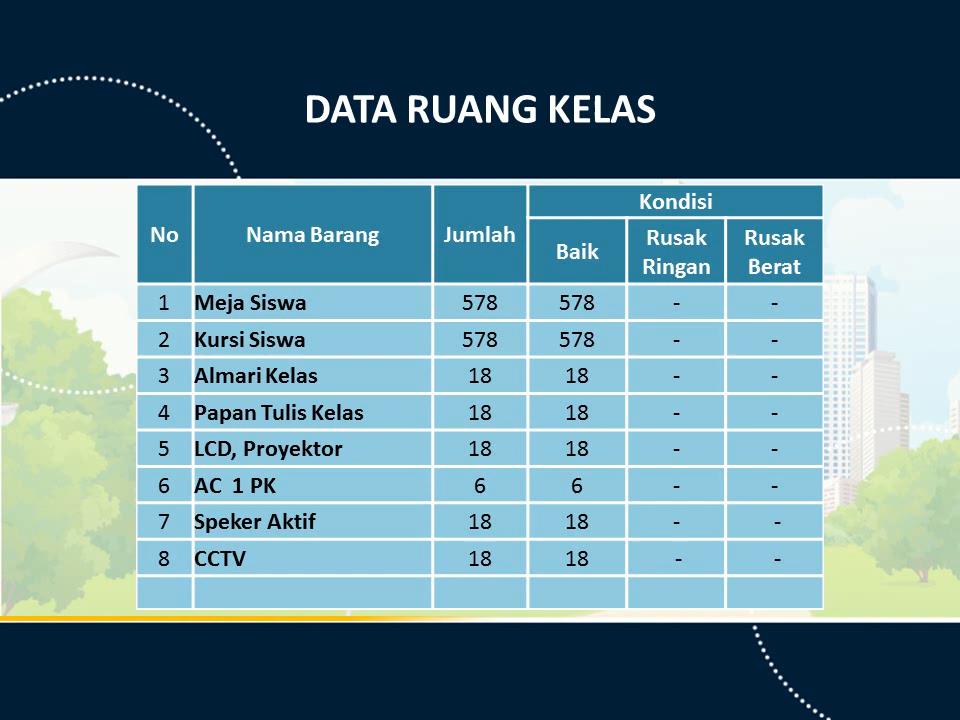 DATA RUANG KELAS
No Nama Barang Jumlah Kondisi
Baik Rusak Ringan Rusak Berat
1 Meja Siswa 578 578 - -
2 Kursi Siswa 578 578 - -
3 Almari Kelas 18 18 - -
4 Papan Tulis Kelas 18 18 - -
5 LCD, Proyektor 18 18 - -
6 AC 1 PK 6 6 - -
7 Speker Aktif 18 18 - -
8 CCTV 18 18 - -